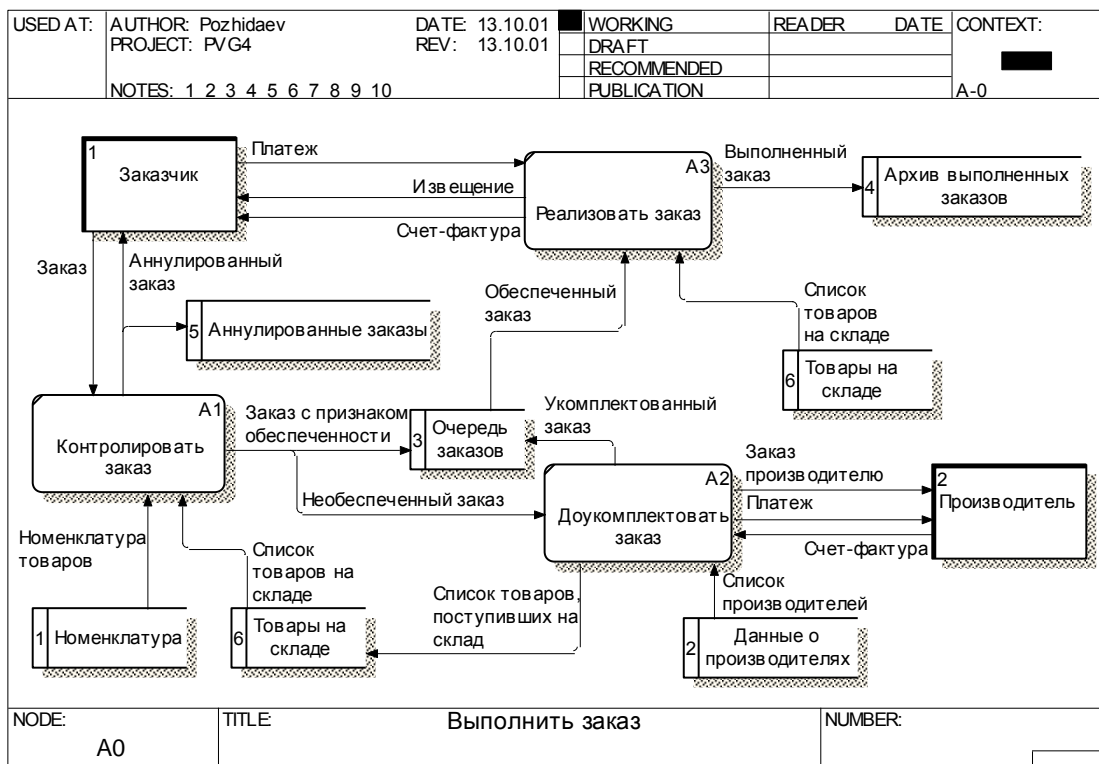 USED AT:
AUTHOR: Pozhidaev
DATE: 13.10.01
PROJECT: PVG4
REV: 13.10.01
NOTES: 1 2 3 4 5 6 7 8 9 10
WORKING
DRAFT
RECOMMENDED
PUBLICATION
READER
DATE
CONTEXT:
A-0
1
Заказчик
Платеж
Извещение
Счет-фактура
A3
Реализовать заказ
Выполненный
заказ
4
Архив выполненных
заказов
Заказ
Аннулированный
заказ
5
Аннулированные заказы
Обеспеченный
заказ
Список
товаров
на складе
6
Товары на
складе
A1
Контролировать
заказ
Заказ с признаком
обеспеченности
3
Очередь
заказов
Укомплектованный
заказ
Необеспеченный заказ
A2
Доукомплектовать
заказ
Заказ
производителю
Платеж
Счет-фактура
2
Производитель
Номенклатура
товаров
Список
товаров на
складе
Список товаров,
поступивших на
склад
Список
производителей
1
Номенклатура
6
Товары на
складе
2
Данные о
производителях
NODE:
A0
TITLE:
Выполнить заказ
NUMBER: